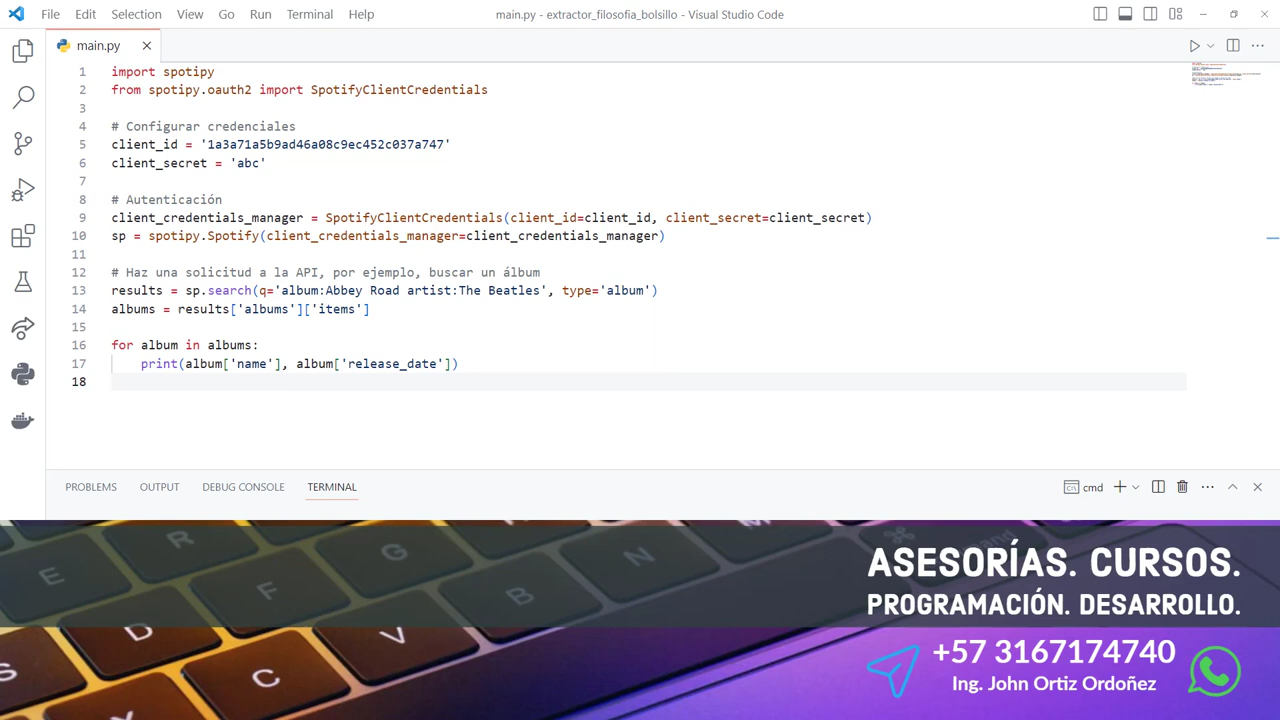 File Edit Selection View Go Run Terminal Help
main.py - extractor_filosofia_bolsillo - Visual Studio Code
main.py
1 import spotipy
2 from spotipy.oauth2 import SpotifyClientCredentials
3
4 # Configurar credenciales
5 client_id = '1a3a71a5b9ad46a08c9ec452c037a747'
6 client_secret = 'abc'
7
8 # Autenticación
9 client_credentials_manager = SpotifyClientCredentials(client_id=client_id, client_secret=client_secret)
10 sp = spotipy.Spotify(client_credentials_manager=client_credentials_manager)
11
12 # Haz una solicitud a la API, por ejemplo, buscar un álbum
13 results = sp.search(q='album:Abbey Road artist:The Beatles', type='album')
14 albums = results['albums']['items']
15
16 for album in albums:
17     print(album['name'], album['release_date'])
18
PROBLEMS OUTPUT DEBUG CONSOLE TERMINAL
cmd
R
E
G
N
M
F
B
D
V
S
C
ASESORÍAS. CURSOS.
PROGRAMACIÓN. DESARROLLO.
+57 3167174740
Ing. John Ortiz Ordoñez